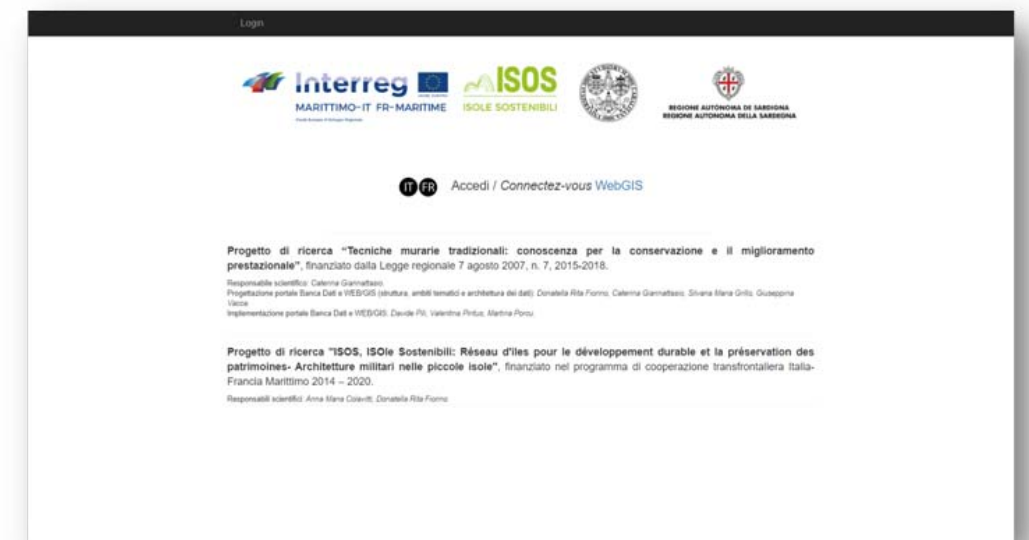 Login
Interreg
MARITTIMO-IT FR-MARITIME
Fondo Europeo di Sviluppo Regionale
ISOS
ISOLE SOSTENIBILI
REGIONE AUTÒNOMA DE SARDIGNA
REGIONE AUTONOMA DELLA SARDEGNA
IT FR Accedi / Connectez-vous WebGIS
Progetto di ricerca "Tecniche murarie tradizionali: conoscenza per la conservazione e il miglioramento
prestazionale", finanziato dalla Legge regionale 7 agosto 2007, n. 7, 2015-2018.
Responsabile scientifico: Caterina Giannattasio
Progettazione portale Banca Dati e WEB/GIS (struttura, ambiti tematici e architettura dei dati): Donatella Rita Fiorino, Caterina Giannattasio, Silvana Maria Grillo, Giuseppina
Vacca
Implementazione portale Banca Dati e WEB/GIS: Davide Pili, Valentina Pintus, Martina Porcu
Progetto di ricerca "ISOS, ISOle Sostenibili: Réseau d'iles pour le développement durable et la préservation des
patrimoines- Architetture militari nelle piccole isole", finanziato nel programma di cooperazione transfrontaliera Italia-
Francia Marittimo 2014 – 2020.
Responsabili scientifici: Anna Maria Colavitti, Donatella Rita Fiorino